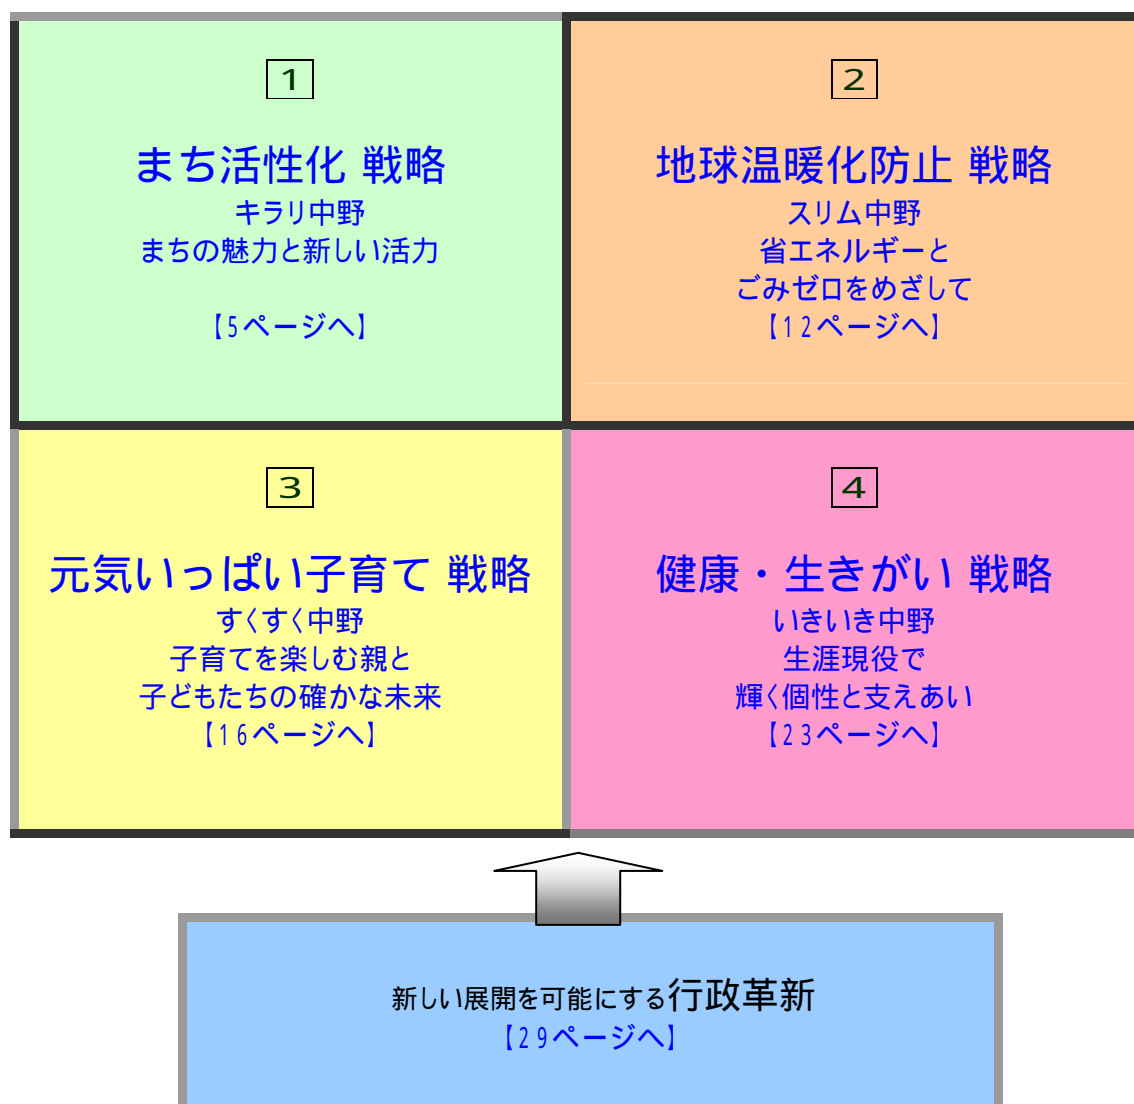 1
まち活性化 戦略
キラリ中野
まちの魅力と新しい活力
【5ページへ】
2
地球温暖化防止 戦略
スリム中野
省エネルギーと
ごみゼロをめざして
【12ページへ】
3
元気いっぱい子育て 戦略
すくすく中野
子育てを楽しむ親と
子どもたちの確かな未来
【16ページへ】
4
健康・生きがい 戦略
いきいき中野
生涯現役で
輝く個性と支えあい
【23ページへ】
新しい展開を可能にする行政革新
【29ページへ】